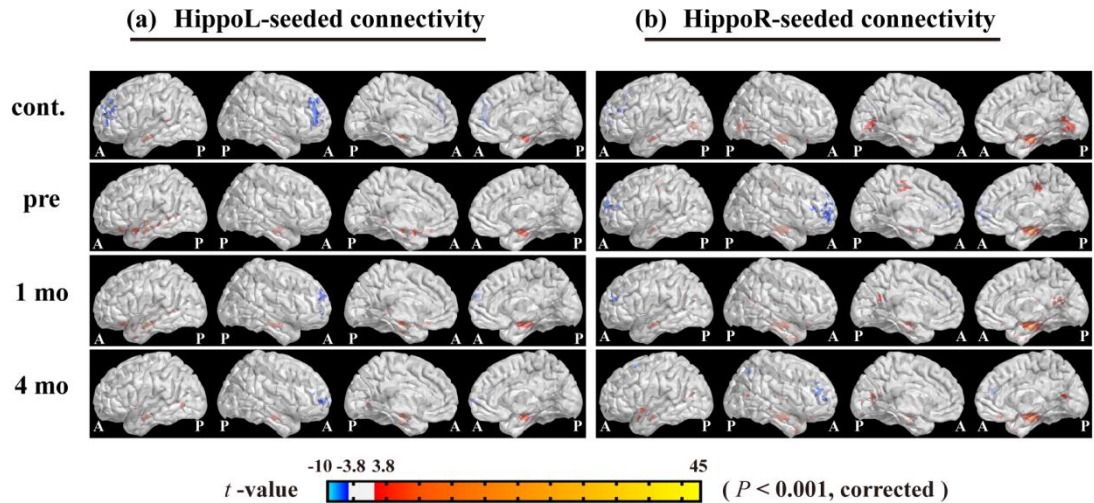 (a) HippoL-seeded connectivity
(b) HippoR-seeded connectivity
cont.
A P P A P A A P
A P P A P A A P
pre
A P P A P A A P
A P P A P A A P
1 mo
A P P A P A A P
A P P A P A A P
4 mo
A P P A P A A P
A P P A P A A P
-10 -3.8 3.8 45
t -value ( P < 0.001, corrected )